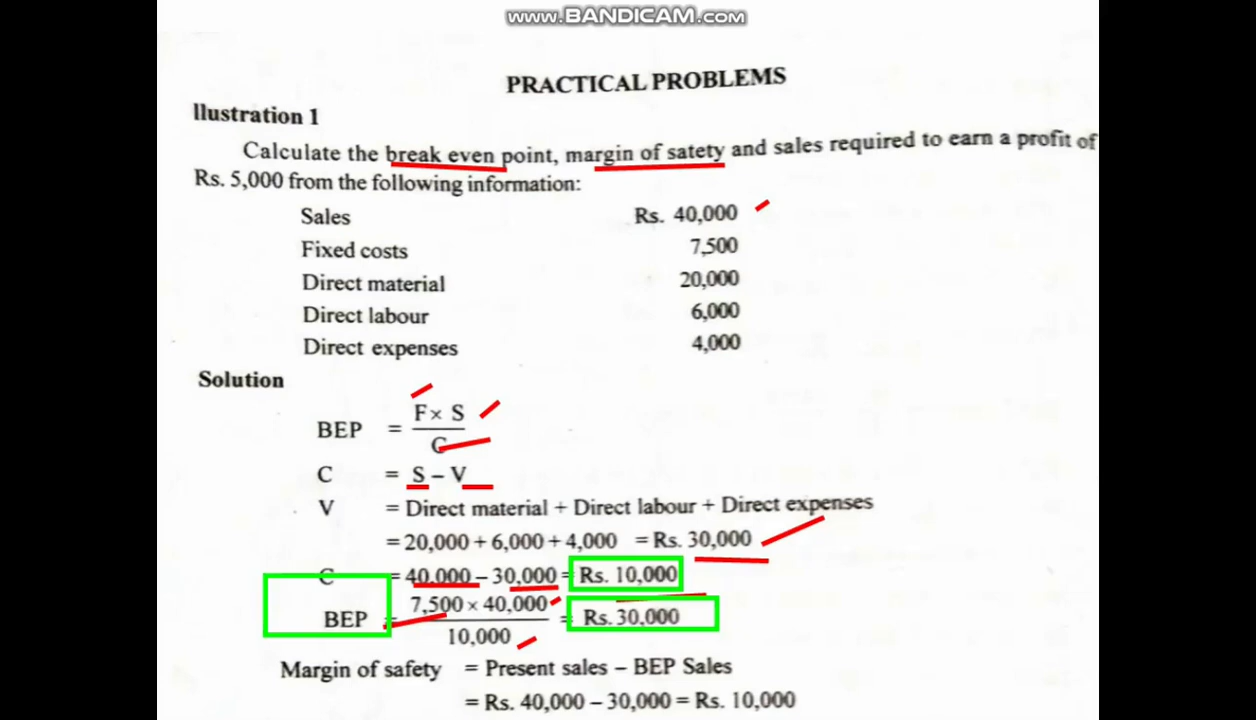 www.BANDICAM.com
PRACTICAL PROBLEMS
llustration 1
Calculate the break even point, margin of satety and sales required to earn a profit of
Rs. 5,000 from the following information:
Sales Rs. 40,000
Fixed costs 7,500
Direct material 20,000
Direct labour 6,000
Direct expenses 4,000
Solution
BEP = F× S / C
C = S – V
V = Direct material + Direct labour + Direct expenses
= 20,000 + 6,000 + 4,000 = Rs. 30,000
C = 40,000 – 30,000 = Rs. 10,000
BEP = 7,500 × 40,000 / 10,000 = Rs. 30,000
Margin of safety = Present sales – BEP Sales
= Rs. 40,000 – 30,000 = Rs. 10,000